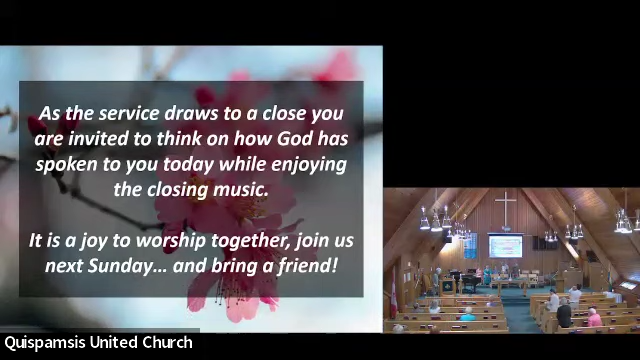 As the service draws to a close you
are invited to think on how God has
spoken to you today while enjoying
the closing music.
It is a joy to worship together, join us
next Sunday... and bring a friend!
Quispamsis United Church